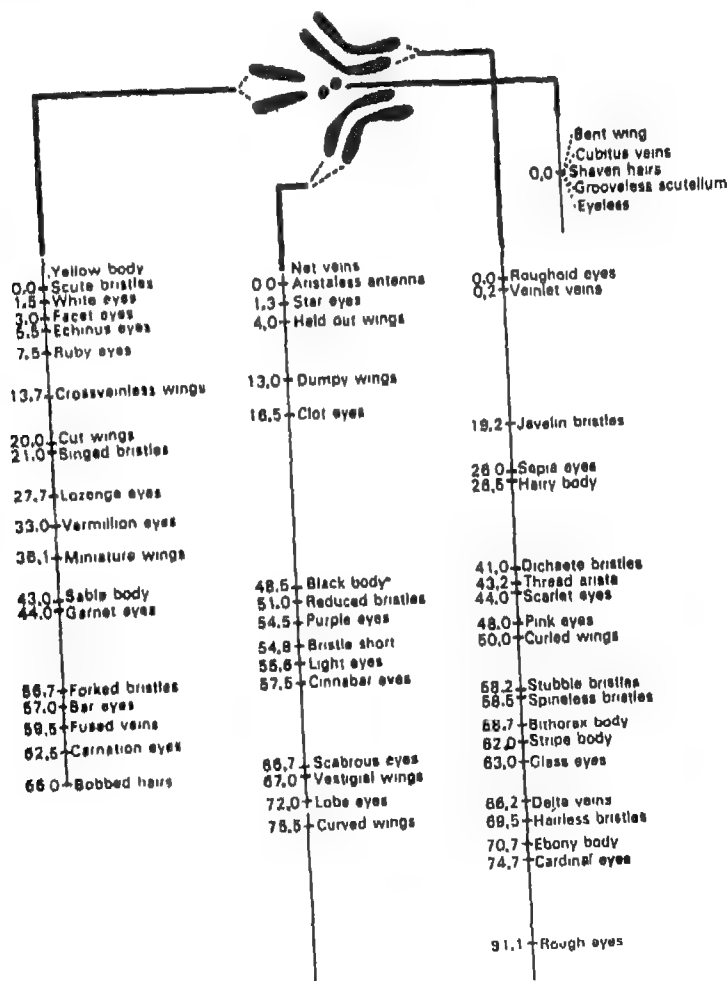 Bent wing
Cubitus veins
0,0 Shaven hairs
Grooveless scutellum
Eyeless
Yellow body
0.0 Scute bristles
1.5 White eyes
3.0 Facet eyes
5.5 Echinus eyes
7.5 Ruby eyes
13.7 Crossveinless wings
20.0 Cut wings
21.0 Singed bristles
27.7 Lozenge eyes
33.0 Vermilion eyes
36,1 Miniature wings
43.0 Sable body
44.0 Garnet eyes
56,7 Forked bristles
57.0 Bar eyes
59,5 Fused veins
62,5 Carnation eyes
66 0 Bobbed hairs
Net veins
0 0 Aristaless antenna
1,3 Star eyes
4,0 Held out wings
13,0 Dumpy wings
16,5 Clot eyes
48.5 Black body
51.0 Reduced bristles
54,5 Purple eyes
54,8 Bristle short
55,6 Light eyes
57,5 Cinnabar eyes
66,7 Scabrous eyes
67,0 Vestigial wings
72,0 Lobe eyes
75,5 Curved wings
0,0 Roughoid eyes
0,2 Veinlet veins
19,2 Javelin bristles
26 0 Sepia eyes
26,5 Hairy body
41,0 Dichaete bristles
43,2 Thread arista
44,0 Scarlet eyes
48.0 Pink eyes
50,0 Curled wings
58,2 Stubble bristles
58.5 Spineless bristles
58.7 Bithorax body
62.0 Stripe body
63,0 Glass eyes
66,2 Delta veins
69,5 Hairless bristles
70,7 Ebony body
74,7 Cardinal eyes
91,1 Rough eyes